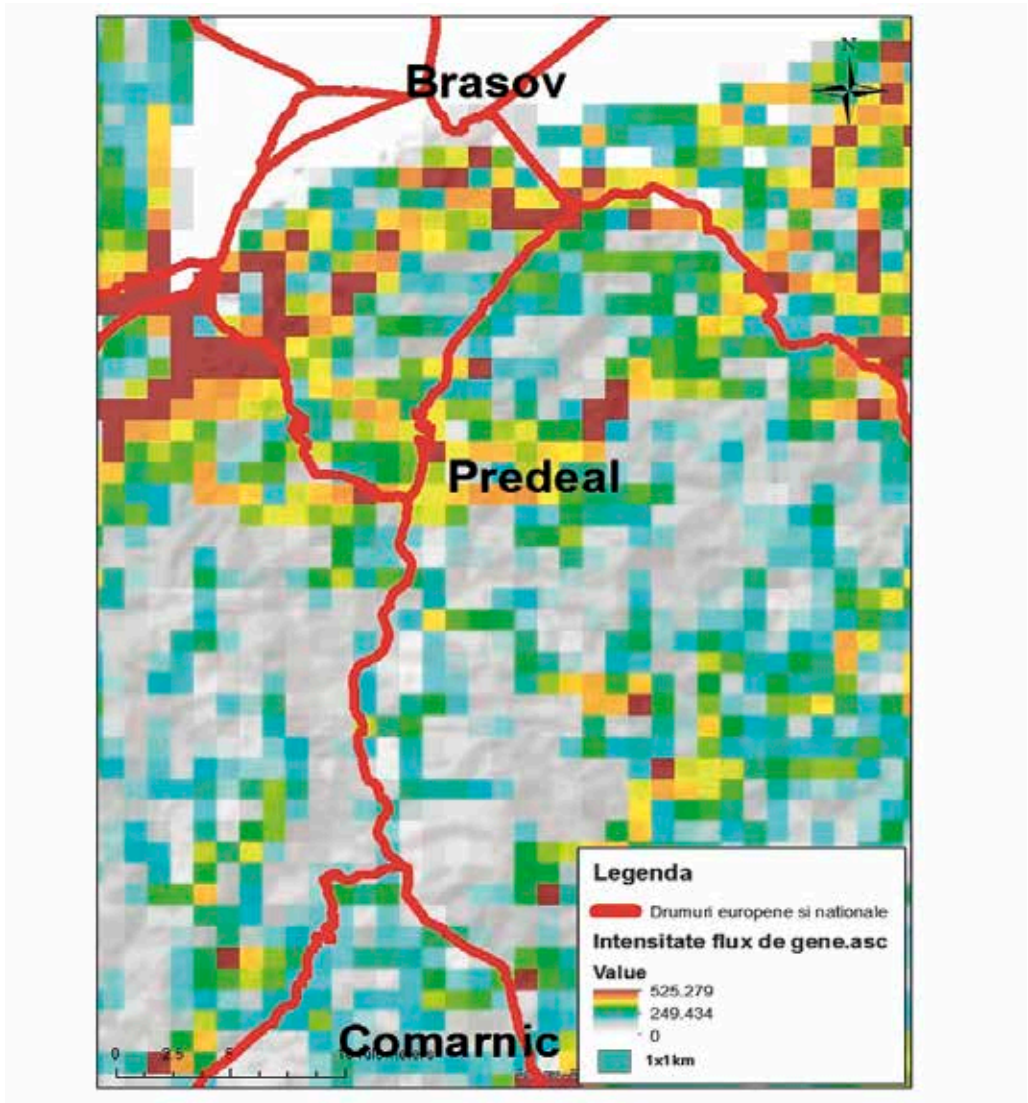 N
Brasov
Predeal
Legenda
Drumuri europene si nationale
Intensitate flux de gene.asc
Value
525.279
249.434
0
1x1km
Comarnic
0 2.5